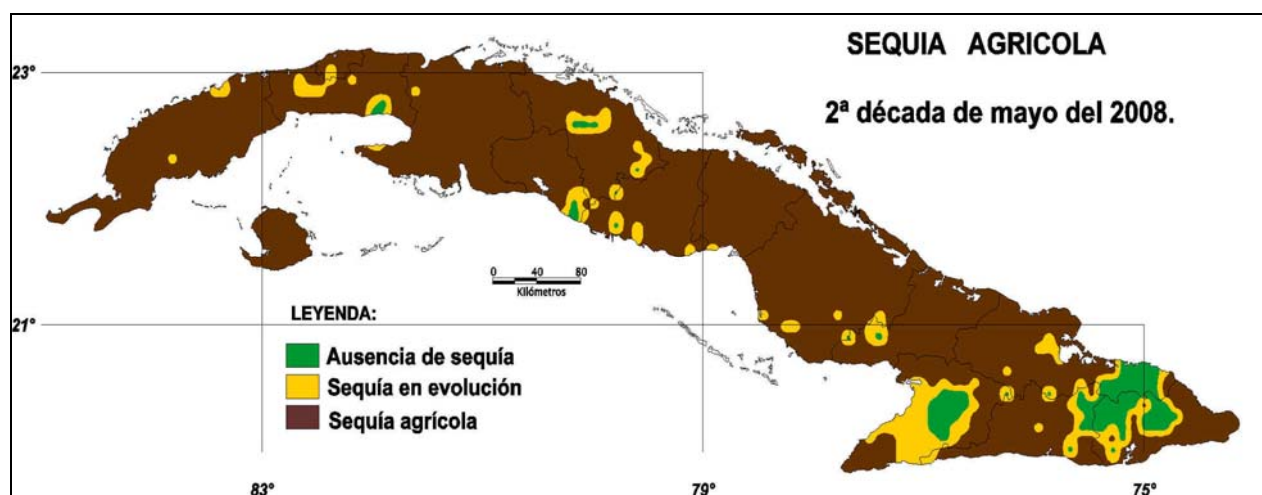 SEQUIA AGRICOLA
23°
2ª década de mayo del 2008.
0 40 80
Kilómetros
LEYENDA:
21°
Ausencia de sequía
Sequía en evolución
Sequía agrícola
83° 79° 75°